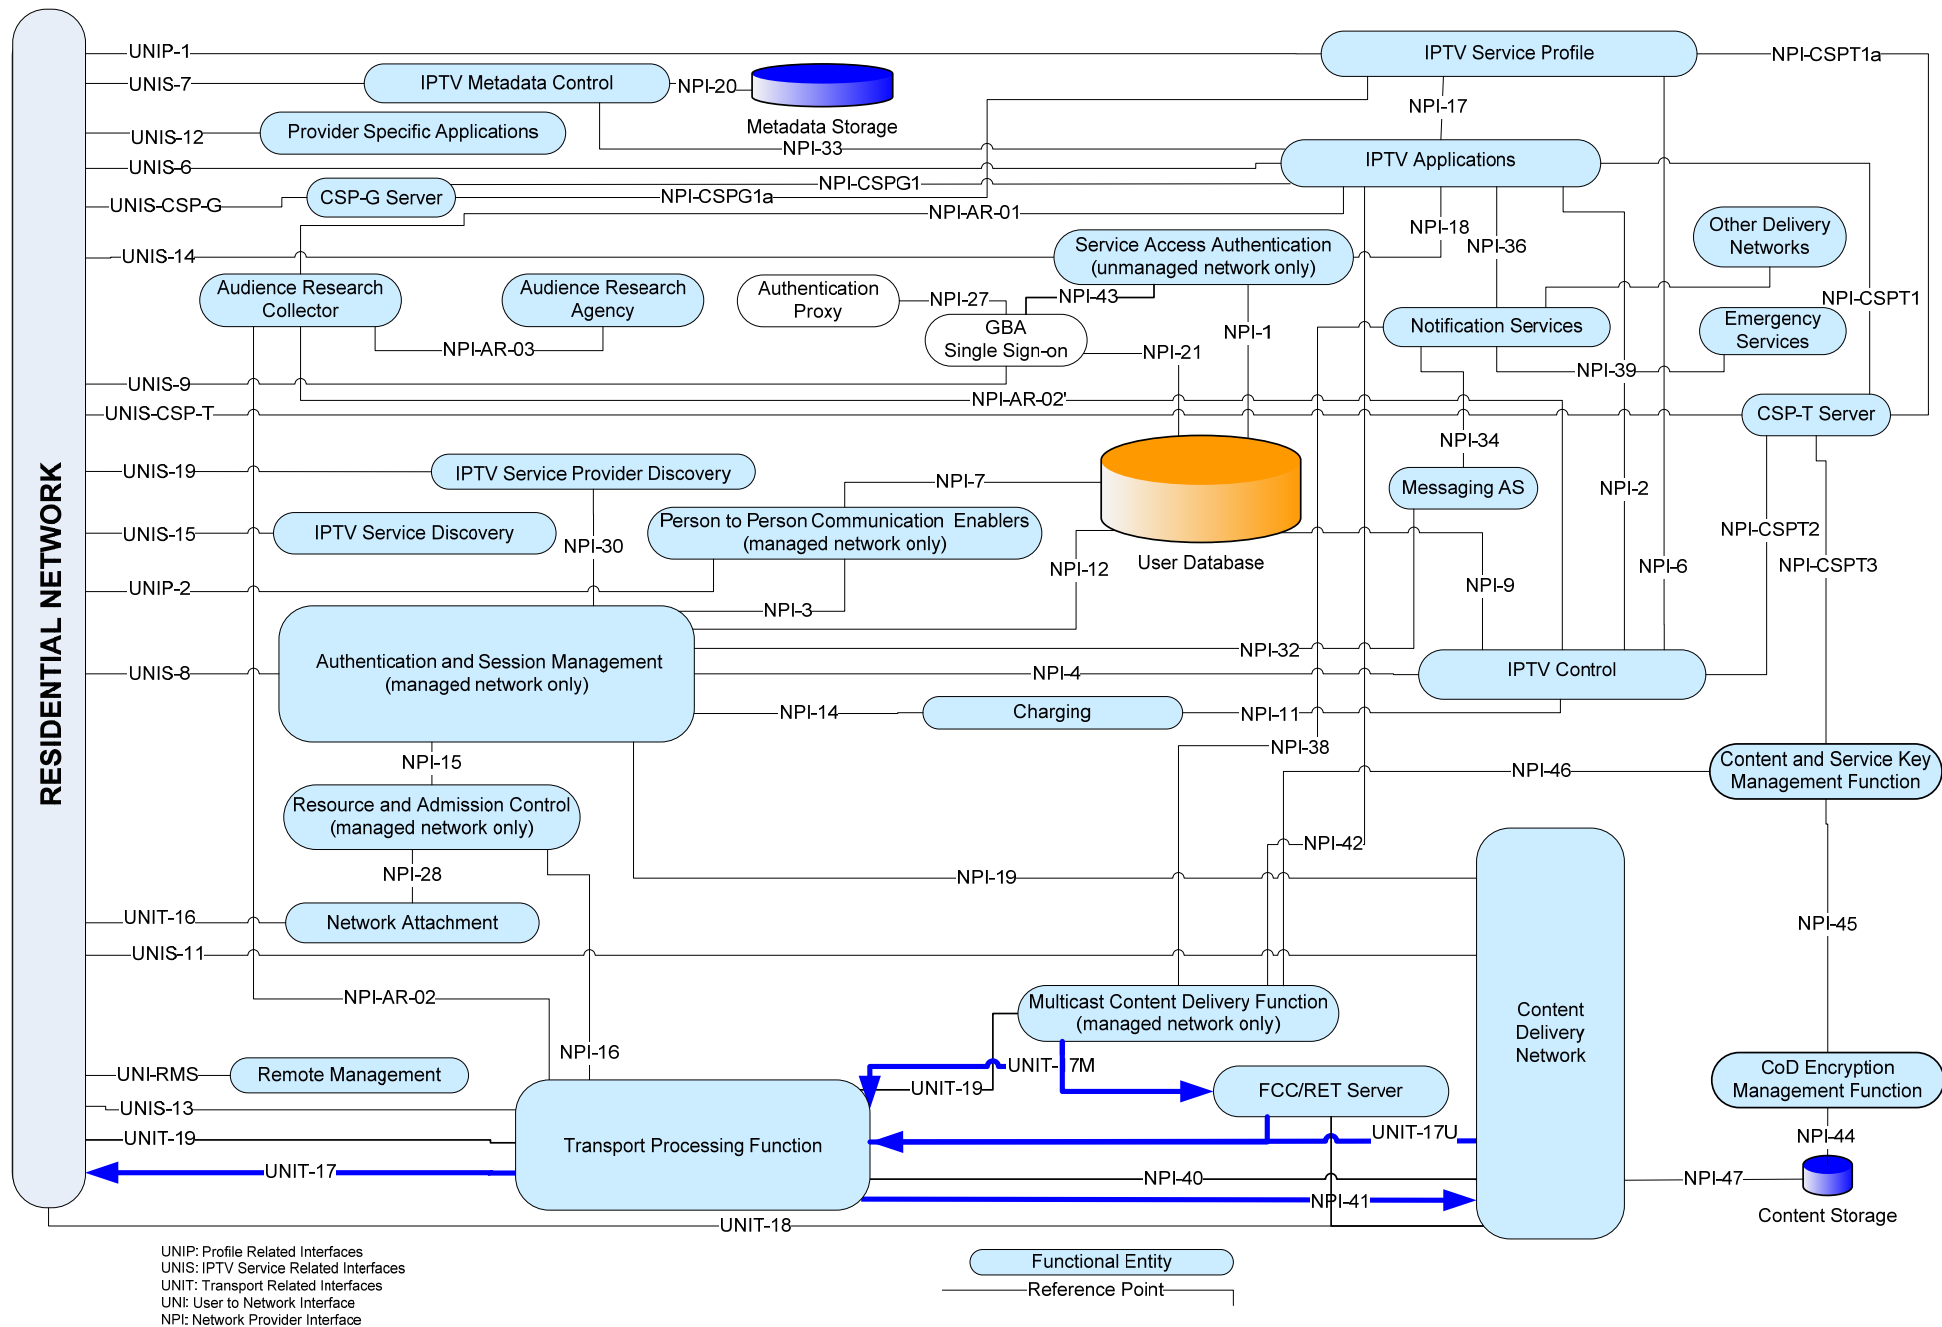 UNIP-1
IPTV Service Profile
NPI-CSPT1a
UNIS-7
IPTV Metadata Control
NPI-20
Metadata Storage
NPI-17
UNIS-12
Provider Specific Applications
NPI-33
IPTV Applications
UNIS-6
NPI-CSPG1
UNIS-CSP-G
CSP-G Server
NPI-CSPG1a
NPI-AR-01
NPI-18
NPI-36
Other Delivery
Networks
UNIS-14
Service Access Authentication
(unmanaged network only)
Audience Research
Collector
Audience Research
Agency
Authentication
Proxy
NPI-27
NPI-43
NPI-CSPT1
GBA
Single Sign-on
NPI-1
Notification Services
Emergency
Services
NPI-AR-03
NPI-21
NPI-39
UNIS-9
NPI-AR-02'
UNIS-CSP-T
CSP-T Server
NPI-34
UNIS-19
IPTV Service Provider Discovery
NPI-7
Messaging AS
NPI-2
UNIS-15
IPTV Service Discovery
NPI-30
Person to Person Communication Enablers
(managed network only)
User Database
NPI-CSPT2
NPI-12
NPI-9
NPI-6
NPI-CSPT3
UNIP-2
NPI-3
RESIDENTIAL NETWORK
UNIS-8
Authentication and Session Management
(managed network only)
NPI-32
NPI-4
IPTV Control
NPI-14
Charging
NPI-11
NPI-38
NPI-15
NPI-46
Content and Service Key
Management Function
Resource and Admission Control
(managed network only)
NPI-42
NPI-28
NPI-19
UNIT-16
Network Attachment
NPI-45
UNIS-11
NPI-AR-02
Multicast Content Delivery Function
(managed network only)
Content
Delivery
Network
NPI-16
UNIT-17M
UNI-RMS
Remote Management
UNIT-19
FCC/RET Server
CoD Encryption
Management Function
UNIS-13
UNIT-19
Transport Processing Function
UNIT-17U
NPI-44
UNIT-17
NPI-40
NPI-41
NPI-47
Content Storage
UNIT-18
UNIP: Profile Related Interfaces
UNIS: IPTV Service Related Interfaces
UNIT: Transport Related Interfaces
UNI: User to Network Interface
NPI: Network Provider Interface
Functional Entity
Reference Point